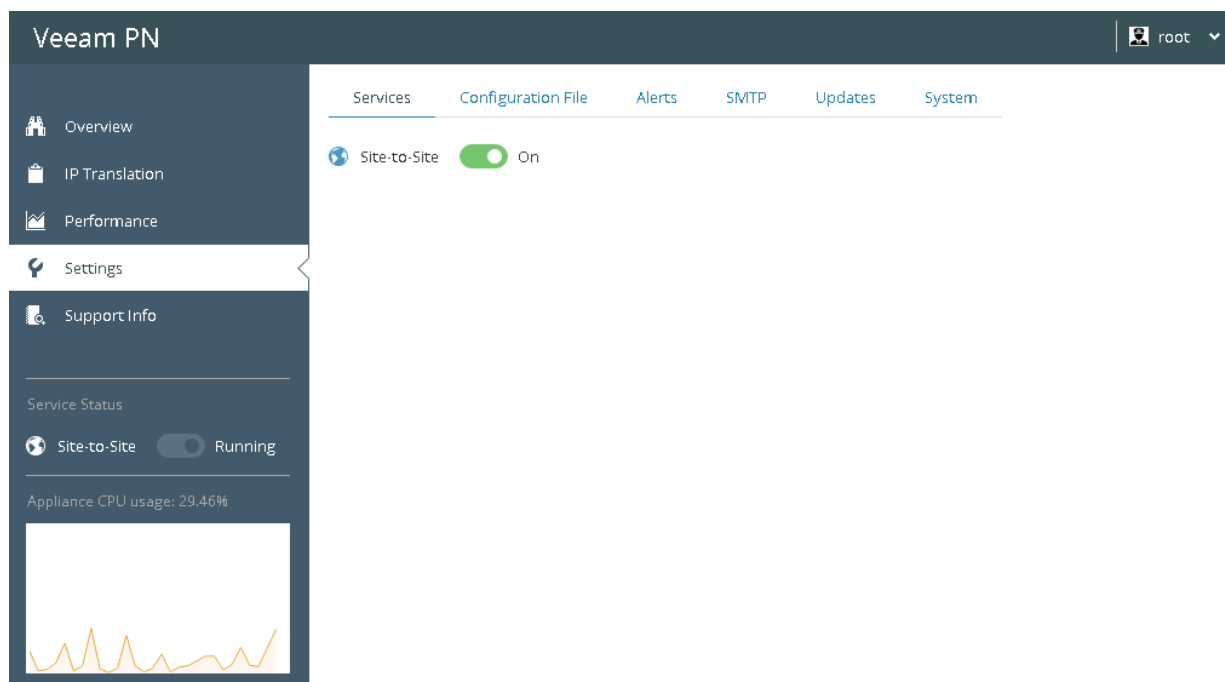 Veeam PN
root
Services Configuration File Alerts SMTP Updates System
Site-to-Site On
Overview
IP Translation
Performance
Settings
Support Info
Service Status
Site-to-Site Running
Appliance CPU usage: 29.46%